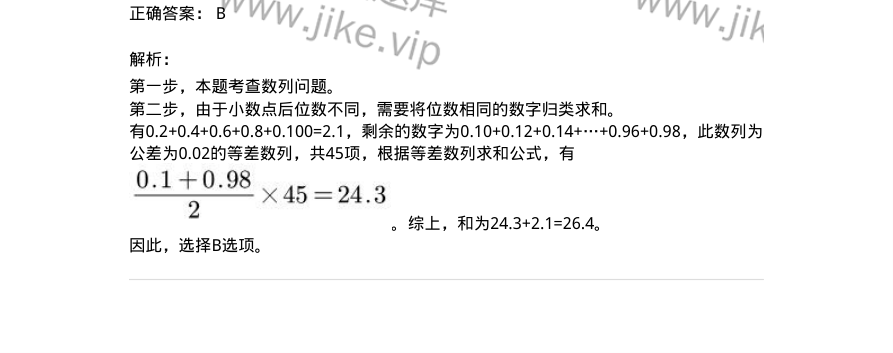 正确答案： B
www.jike.vip
www.jik
解析：
第一步，本题考查数列问题。
第二步，由于小数点后位数不同，需要将位数相同的数字归类求和。
有0.2+0.4+0.6+0.8+0.100=2.1，剩余的数字为0.10+0.12+0.14+…+0.96+0.98，此数列为
公差为0.02的等差数列，共45项，根据等差数列求和公式，有
(0.1+0.98)/2×45=24.3
。综上，和为24.3+2.1=26.4。
因此，选择B选项。